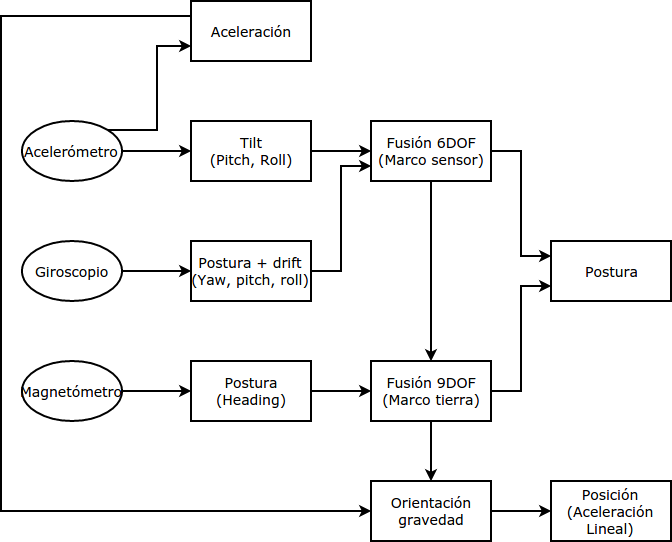 Aceleración
Acelerómetro
Tilt
(Pitch, Roll)
Fusión 6DOF
(Marco sensor)
Giroscopio
Postura + drift
(Yaw, pitch, roll)
Postura
Magnetómetro
Postura
(Heading)
Fusión 9DOF
(Marco tierra)
Orientación
gravedad
Posición
(Aceleración
Lineal)